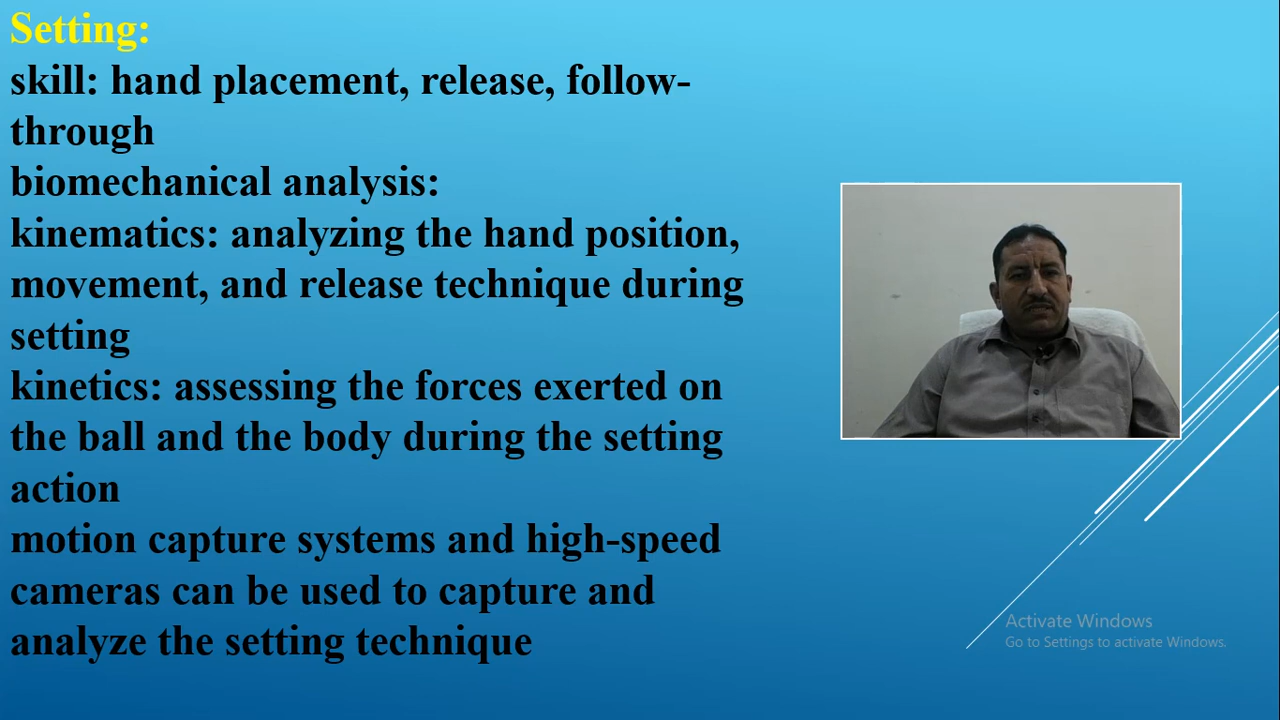 Setting:
skill: hand placement, release, follow-
through
biomechanical analysis:
kinematics: analyzing the hand position,
movement, and release technique during
setting
kinetics: assessing the forces exerted on
the ball and the body during the setting
action
motion capture systems and high-speed
cameras can be used to capture and
analyze the setting technique
Activate Windows
Go to Settings to activate Windows.